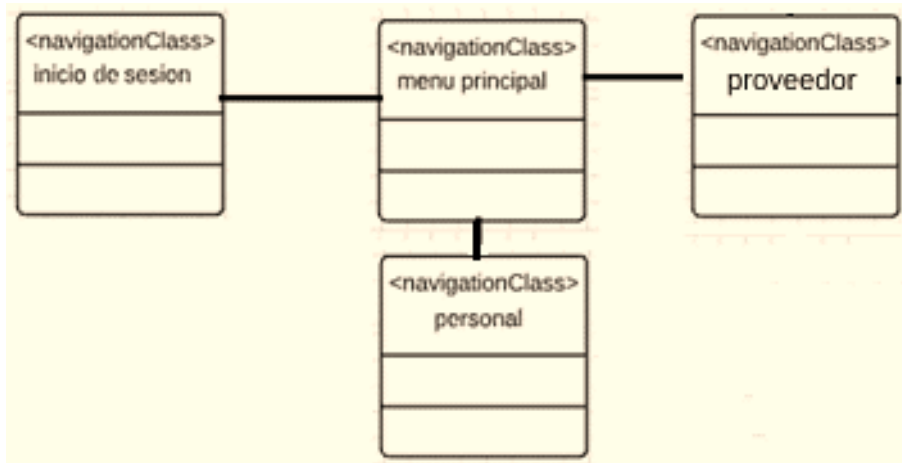 <navigationClass>
inicio de sesion
<navigationClass>
menu principal
<navigationClass>
proveedor
<navigationClass>
personal